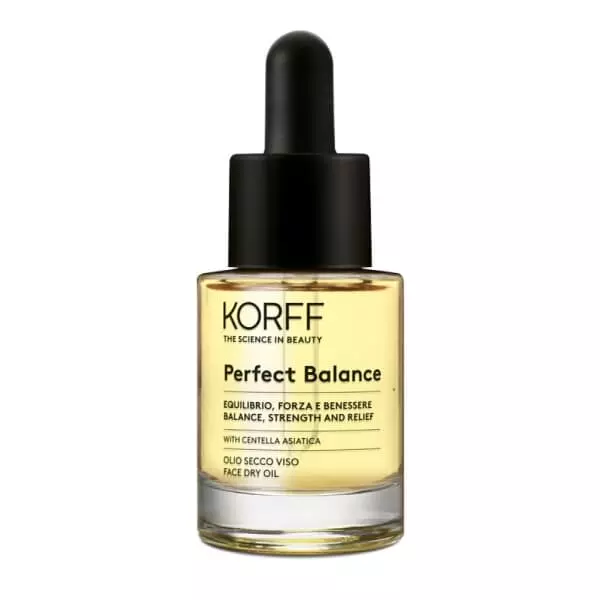 KORFF
THE SCIENCE IN BEAUTY
Perfect Balance
EQUILIBRIO, FORZA E BENESSERE
BALANCE, STRENGTH AND RELIEF
WITH CENTELLA ASIATICA
OLIO SECCO VISO
FACE DRY OIL